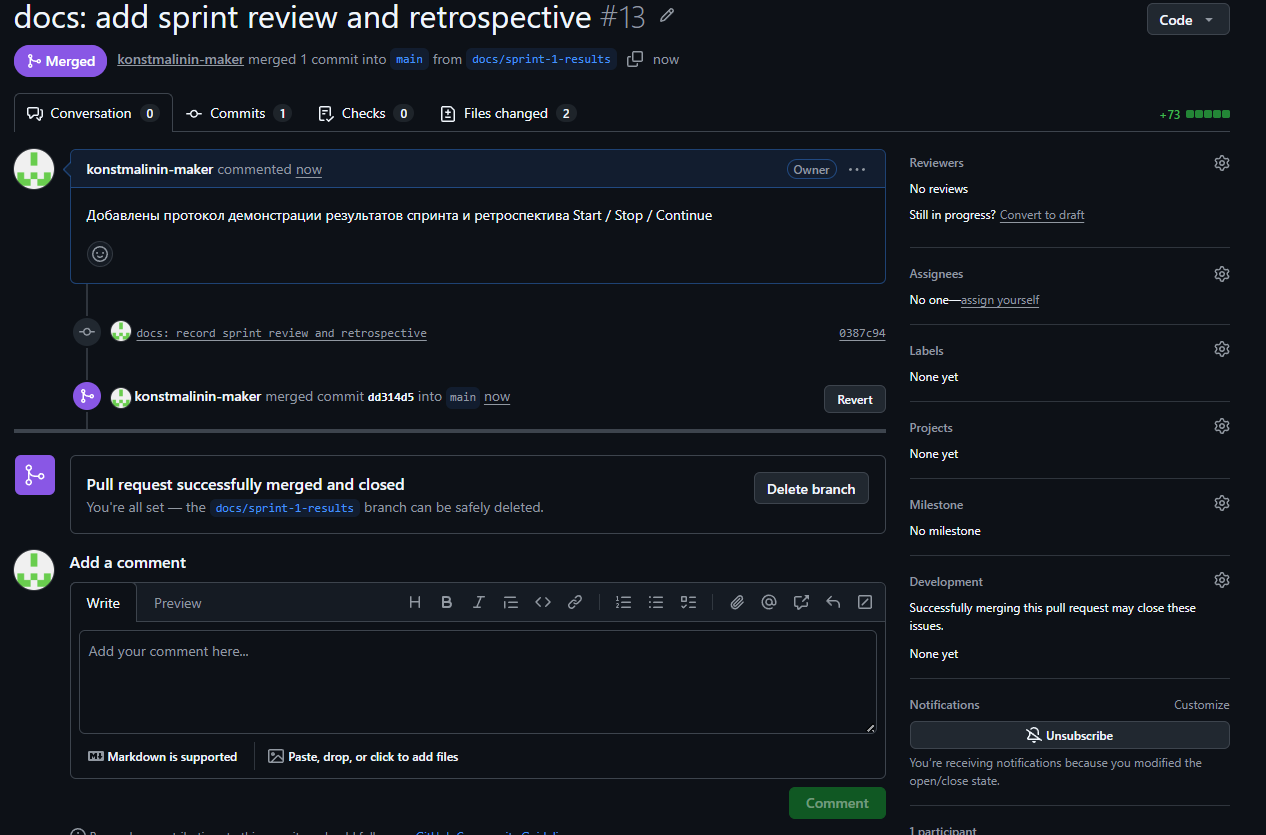 docs: add sprint review and retrospective #13
Code
Merged
konstmalinin-maker merged 1 commit into main from docs/sprint-1-results now
Conversation 0
Commits 1
Checks 0
Files changed 2
+73
konstmalinin-maker commented now
Owner
Добавлены протокол демонстрации результатов спринта и ретроспектива Start / Stop / Continue
docs: record sprint review and retrospective
0387c94
konstmalinin-maker merged commit dd314d5 into main now
Revert
Pull request successfully merged and closed
You're all set — the docs/sprint-1-results branch can be safely deleted.
Delete branch
Add a comment
Write
Preview
Add your comment here...
Markdown is supported
Paste, drop, or click to add files
Comment
Reviewers
No reviews
Still in progress? Convert to draft
Assignees
No one—assign yourself
Labels
None yet
Projects
None yet
Milestone
No milestone
Development
Successfully merging this pull request may close these
issues.
None yet
Notifications
Customize
Unsubscribe
You're receiving notifications because you modified the
open/close state.
1 participant